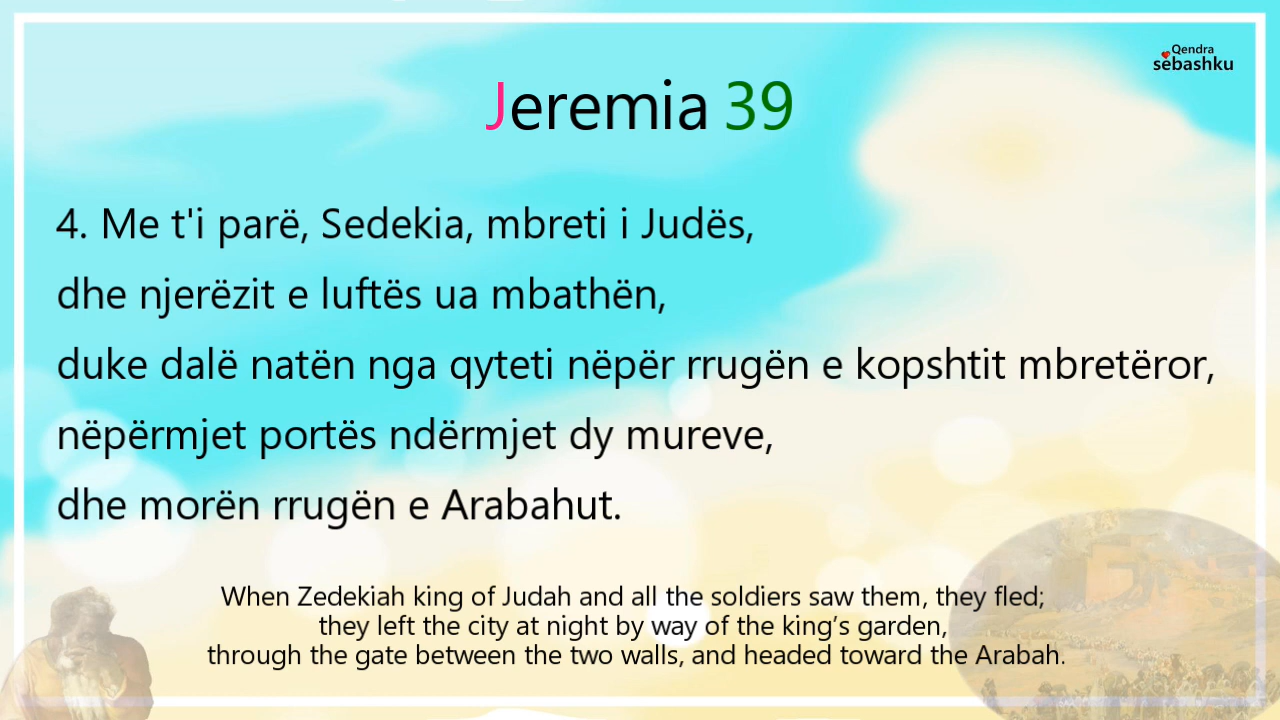 Qendra
sëbashku
Jeremia 39
4. Me t'i parë, Sedekia, mbreti i Judës,
dhe njerëzit e luftës ua mbathën,
duke dalë natën nga qyteti nëpër rrugën e kopshtit mbretëror,
nëpërmjet portës ndërmjet dy mureve,
dhe morën rrugën e Arabahut.
When Zedekiah king of Judah and all the soldiers saw them, they fled;
they left the city at night by way of the king’s garden,
through the gate between the two walls, and headed toward the Arabah.